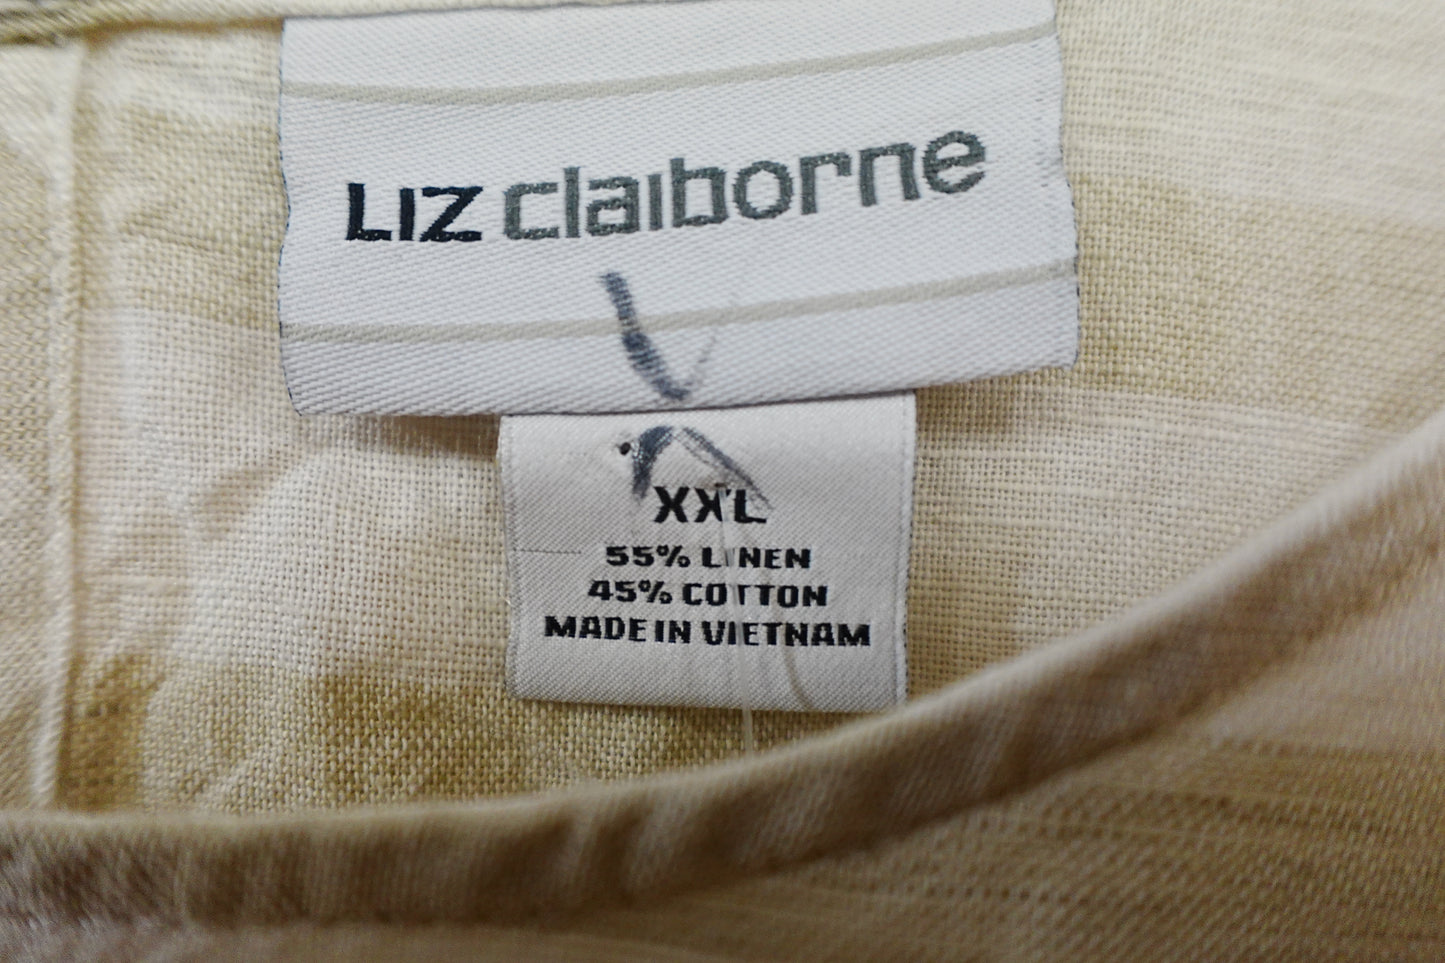 LIZ claiborne
XXL
55% LINEN
45% COTTON
MADE IN VIETNAM